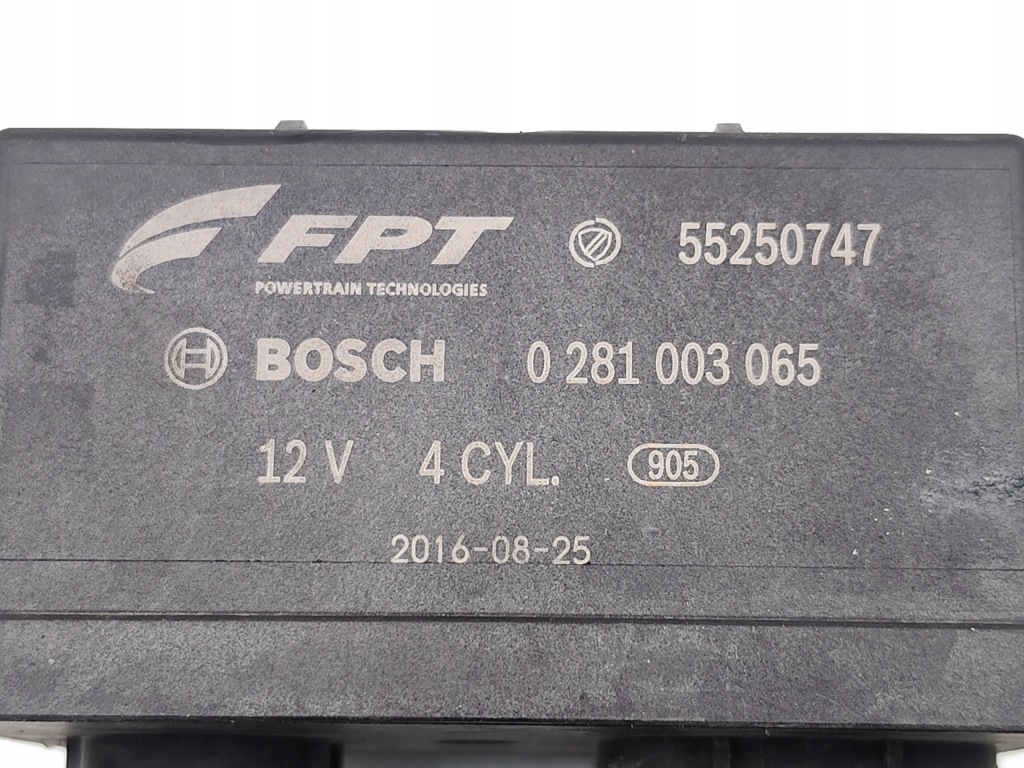 FPT 55250747
POWERTRAIN TECHNOLOGIES
BOSCH 0 281 003 065
12 V 4 CYL. 905
2016-08-25